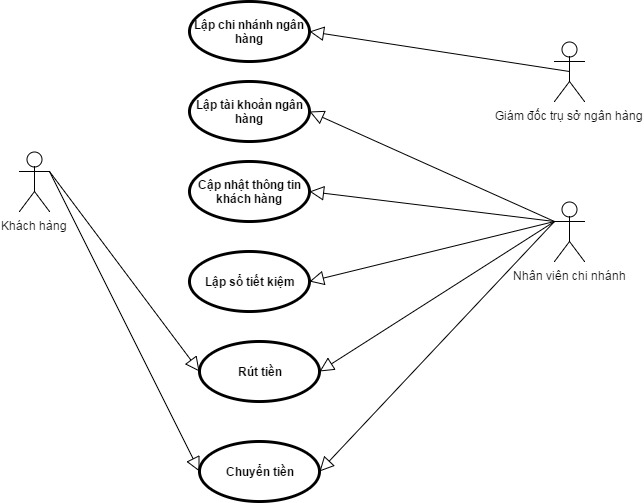 Lập chi nhánh ngân
hàng
Giám đốc trụ sở ngân hàng
Lập tài khoản ngân
hàng
Khách hàng
Cập nhật thông tin
khách hàng
Nhân viên chi nhánh
Lập số tiết kiệm
Rút tiền
Chuyển tiền